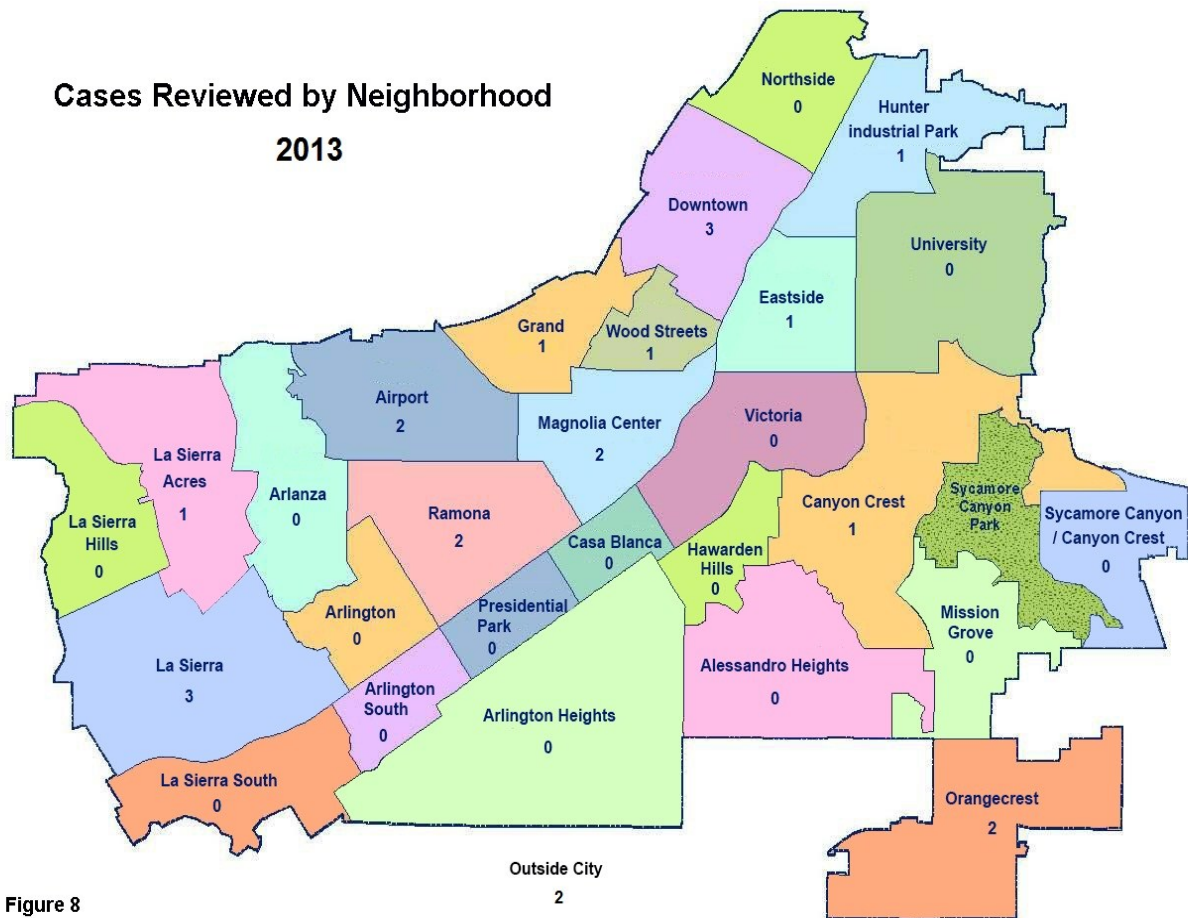 Cases Reviewed by Neighborhood
2013
Northside
0
Hunter
industrial Park
1
Downtown
3
University
0
Eastside
1
Grand
1
Wood Streets
1
Airport
2
Magnolia Center
2
Victoria
0
La Sierra
Acres
1
Arlanza
0
La Sierra
Hills
0
Ramona
2
Casa Blanca
0
Hawarden
Hills
0
Canyon Crest
1
Sycamore
Canyon
Park
Sycamore Canyon
/ Canyon Crest
0
Arlington
0
Presidential
Park
0
Mission
Grove
0
La Sierra
3
Arlington
South
0
Arlington Heights
0
Alessandro Heights
0
La Sierra South
0
Orangecrest
2
Outside City
2
Figure 8